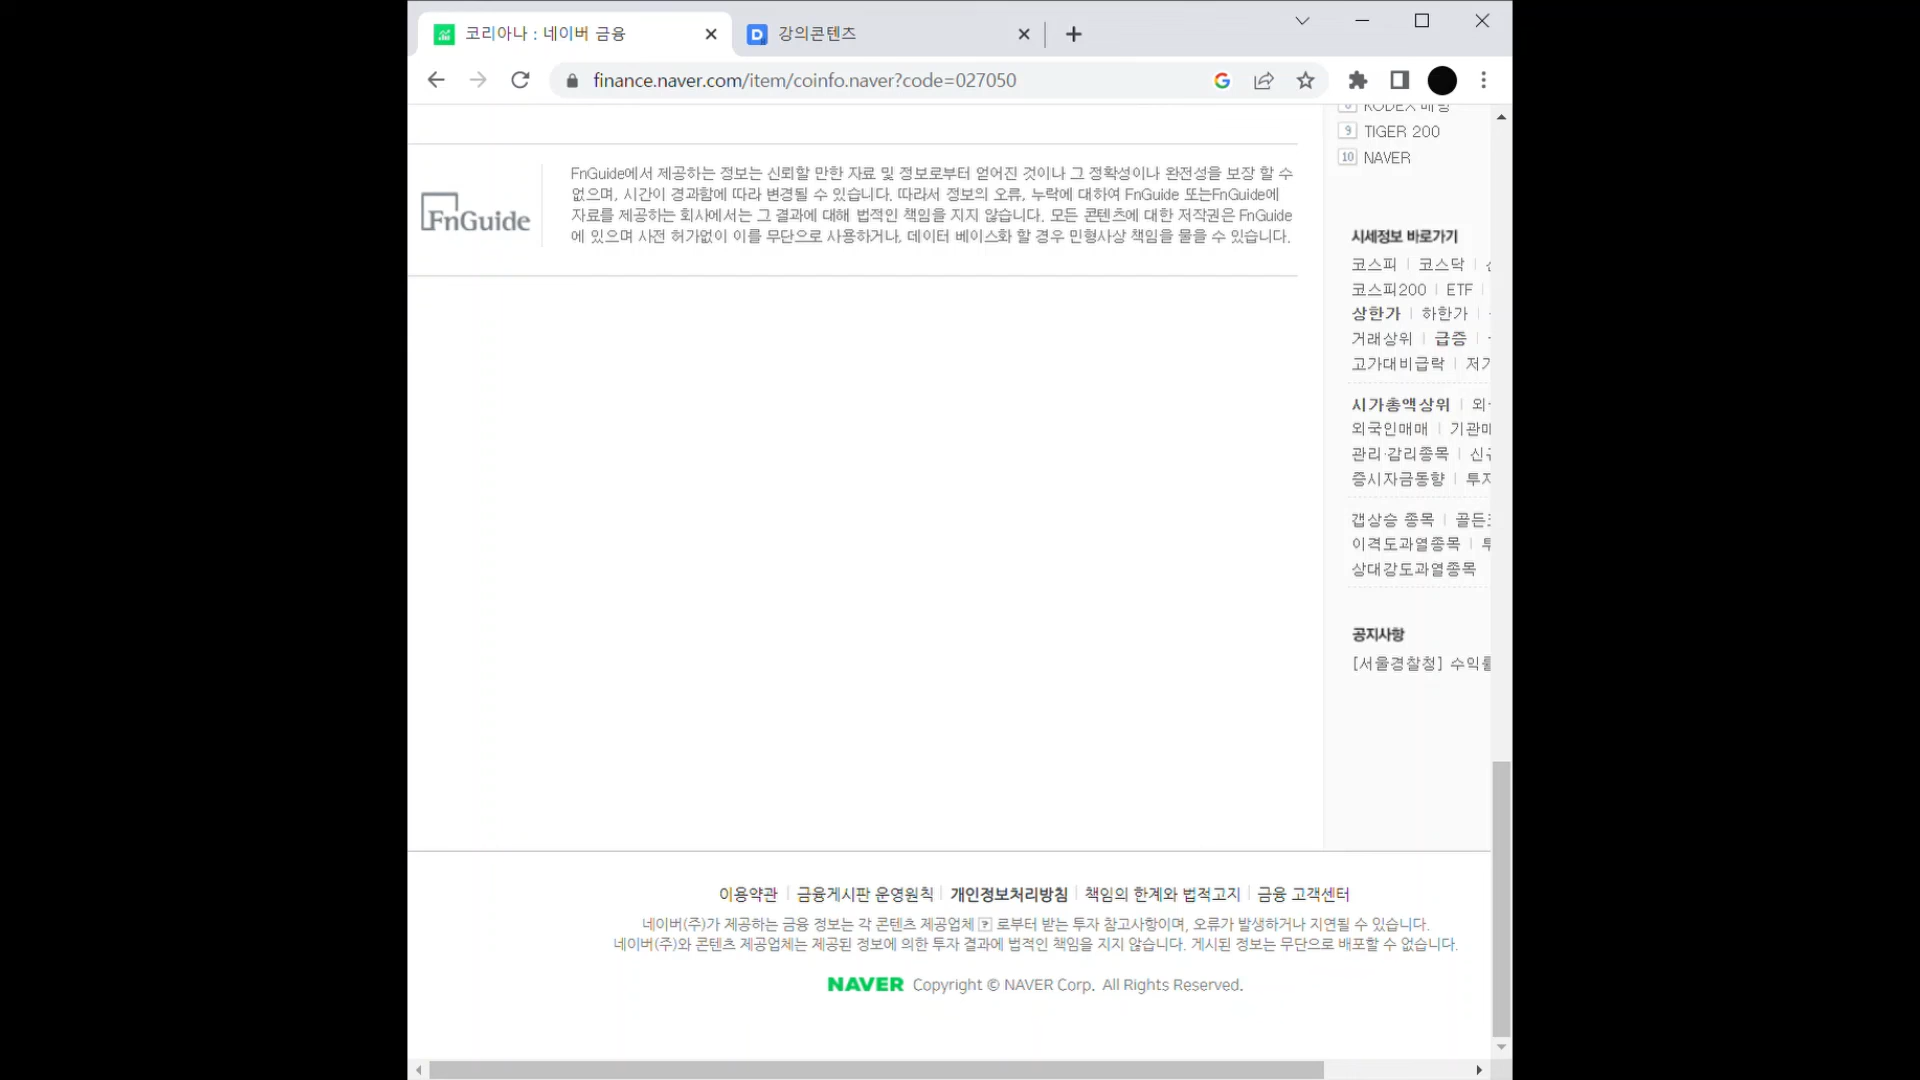 코리아나 : 네이버 금융
강의콘텐츠
finance.naver.com/item/coinfo.naver?code=027050
9 TIGER 200
10 NAVER
FnGuide
FnGuide에서 제공하는 정보는 신뢰할 만한 자료 및 정보로부터 얻어진 것이나 그 정확성이나 완전성을 보장 할 수
없으며, 시간이 경과함에 따라 변경될 수 있습니다. 따라서 정보의 오류, 누락에 대하여 FnGuide 또는FnGuide에
자료를 제공하는 회사에서는 그 결과에 대해 법적인 책임을 지지 않습니다. 모든 콘텐츠에 대한 저작권은 FnGuide
에 있으며 사전 허가없이 이를 무단으로 사용하거나, 데이터 베이스화 할 경우 민형사상 책임을 물을 수 있습니다.
시세정보 바로가기
코스피 | 코스닥 |
코스피200 | ETF |
상한가 | 하한가 |
거래상위 | 급증 |
고가대비급락 |
시가총액상위 |
외국인매매 |
관리·감리종목 |
증시자금동향 |
갭상승 종목 |
이격도과열종목 |
상대강도과열종목
공지사항
[서울경찰청]
이용약관 | 금융게시판 운영원칙 | 개인정보처리방침 | 책임의 한계와 법적고지 | 금융 고객센터
네이버(주)가 제공하는 금융 정보는 각 콘텐츠 제공업체 ? 로부터 받는 투자 참고사항이며, 오류가 발생하거나 지연될 수 있습니다.
네이버(주)와 콘텐츠 제공업체는 제공된 정보에 의한 투자 결과에 법적인 책임을 지지 않습니다. 게시된 정보는 무단으로 배포할 수 없습니다.
NAVER Copyright © NAVER Corp. All Rights Reserved.